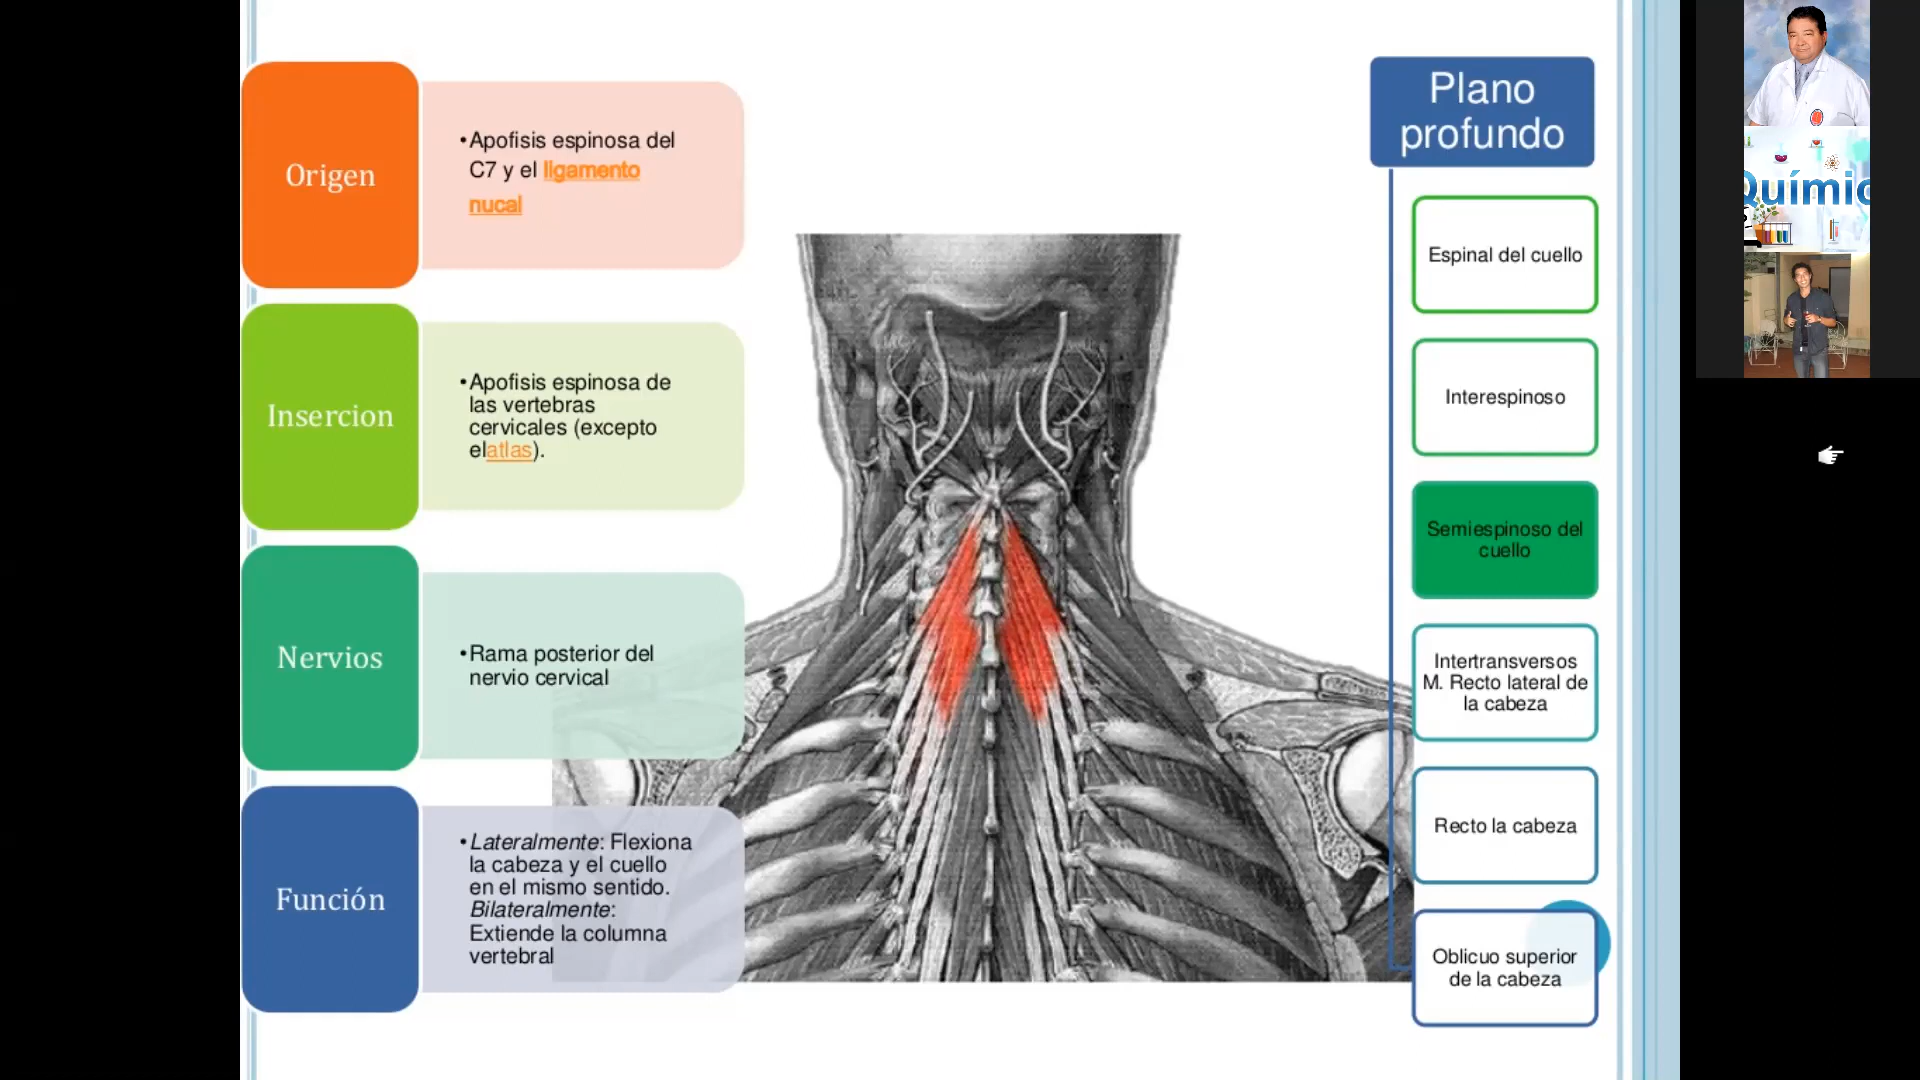 Origen
•Apofisis espinosa del
C7 y el ligamento
nucal
Insercion
•Apofisis espinosa de
las vertebras
cervicales (excepto
elatlas).
Nervios
•Rama posterior del
nervio cervical
Función
•Lateralmente: Flexiona
la cabeza y el cuello
en el mismo sentido.
Bilateralmente:
Extiende la columna
vertebral
Plano
profundo
Espinal del cuello
Interespinoso
Semiespinoso del
cuello
Intertransversos
M. Recto lateral de
la cabeza
Recto la cabeza
Oblicuo superior
de la cabeza
Químic